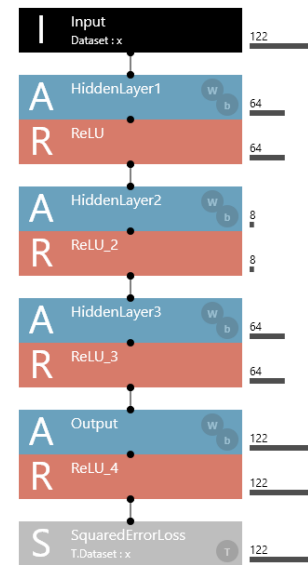 I
Input
Dataset : x
122
A
HiddenLayer1
W
b
64
R
ReLU
64
A
HiddenLayer2
W
b
8
R
ReLU_2
8
A
HiddenLayer3
W
b
64
R
ReLU_3
64
A
Output
W
b
122
R
ReLU_4
122
S
SquaredErrorLoss
T.Dataset : x
T
122